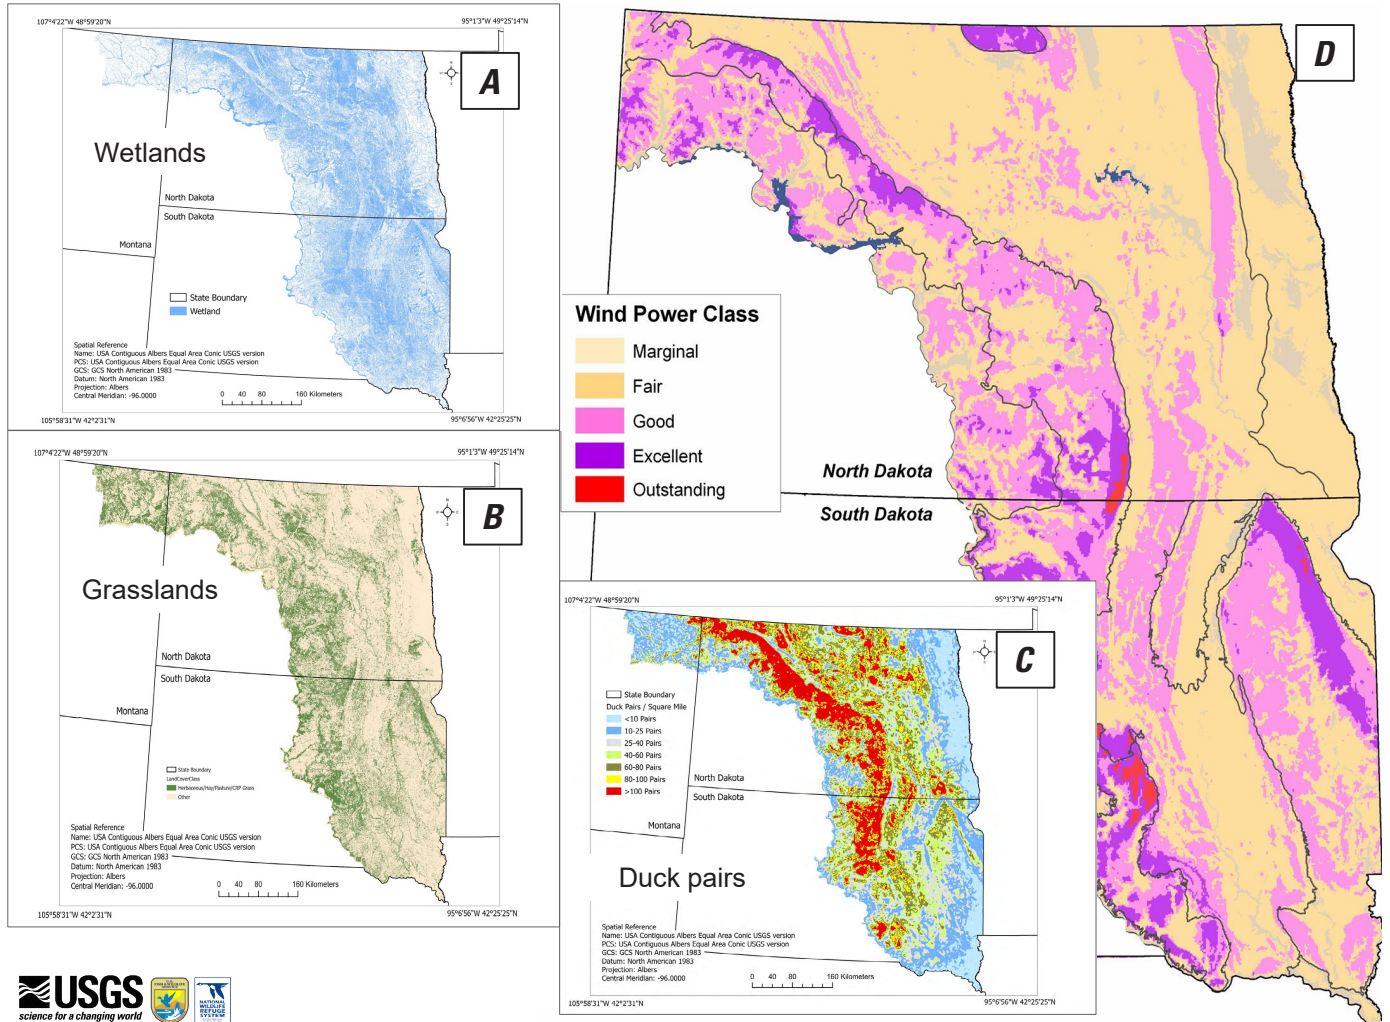 107°4'22"W 48°59'20"N
95°1'3"W 49°25'14"N
A
Wetlands
North Dakota
South Dakota
Montana
State Boundary
Wetland
Spatial Reference
Name: USA Contiguous Albers Equal Area Conic USGS version
PCS: USA Contiguous Albers Equal Area Conic USGS version
GCS: GCS North American 1983
Datum: North American 1983
Projection: Albers
Central Meridian: -96.0000
0 40 80 160 Kilometers
105°58'31"W 42°2'31"N
95°6'56"W 42°25'25"N
107°4'22"W 48°59'20"N
95°1'3"W 49°25'14"N
B
Grasslands
North Dakota
South Dakota
Montana
State Boundary
LandCoverClass
Herbaceous/Hay/Pasture/CRP Grass
Other
Spatial Reference
Name: USA Contiguous Albers Equal Area Conic USGS version
PCS: USA Contiguous Albers Equal Area Conic USGS version
GCS: GCS North American 1983
Datum: North American 1983
Projection: Albers
Central Meridian: -96.0000
0 40 80 160 Kilometers
105°58'31"W 42°2'31"N
95°6'56"W 42°25'25"N
D
Wind Power Class
Marginal
Fair
Good
Excellent
Outstanding
North Dakota
South Dakota
107°4'22"W 48°59'20"N
95°1'3"W 49°25'14"N
C
State Boundary
Duck Pairs / Square Mile
<10 Pairs
10-25 Pairs
25-40 Pairs
40-60 Pairs
60-80 Pairs
80-100 Pairs
>100 Pairs
North Dakota
South Dakota
Montana
Duck pairs
Spatial Reference
Name: USA Contiguous Albers Equal Area Conic USGS version
PCS: USA Contiguous Albers Equal Area Conic USGS version
GCS: GCS North American 1983
Datum: North American 1983
Projection: Albers
Central Meridian: -96.0000
0 40 80 160 Kilometers
105°58'31"W 42°2'31"N
95°6'56"W 42°25'25"N
USGS
science for a changing world
NATIONAL
WILDLIFE
REFUGE
SYSTEM